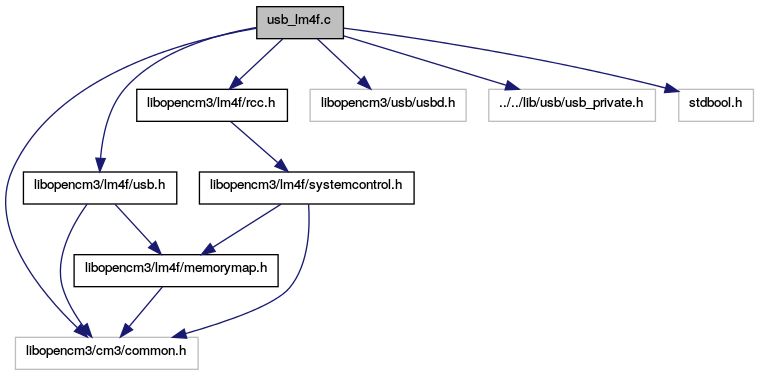 usb_lm4f.c
libopencm3/lm4f/rcc.h
libopencm3/usb/usbd.h
../../lib/usb/usb_private.h
stdbool.h
libopencm3/lm4f/usb.h
libopencm3/lm4f/systemcontrol.h
libopencm3/lm4f/memorymap.h
libopencm3/cm3/common.h